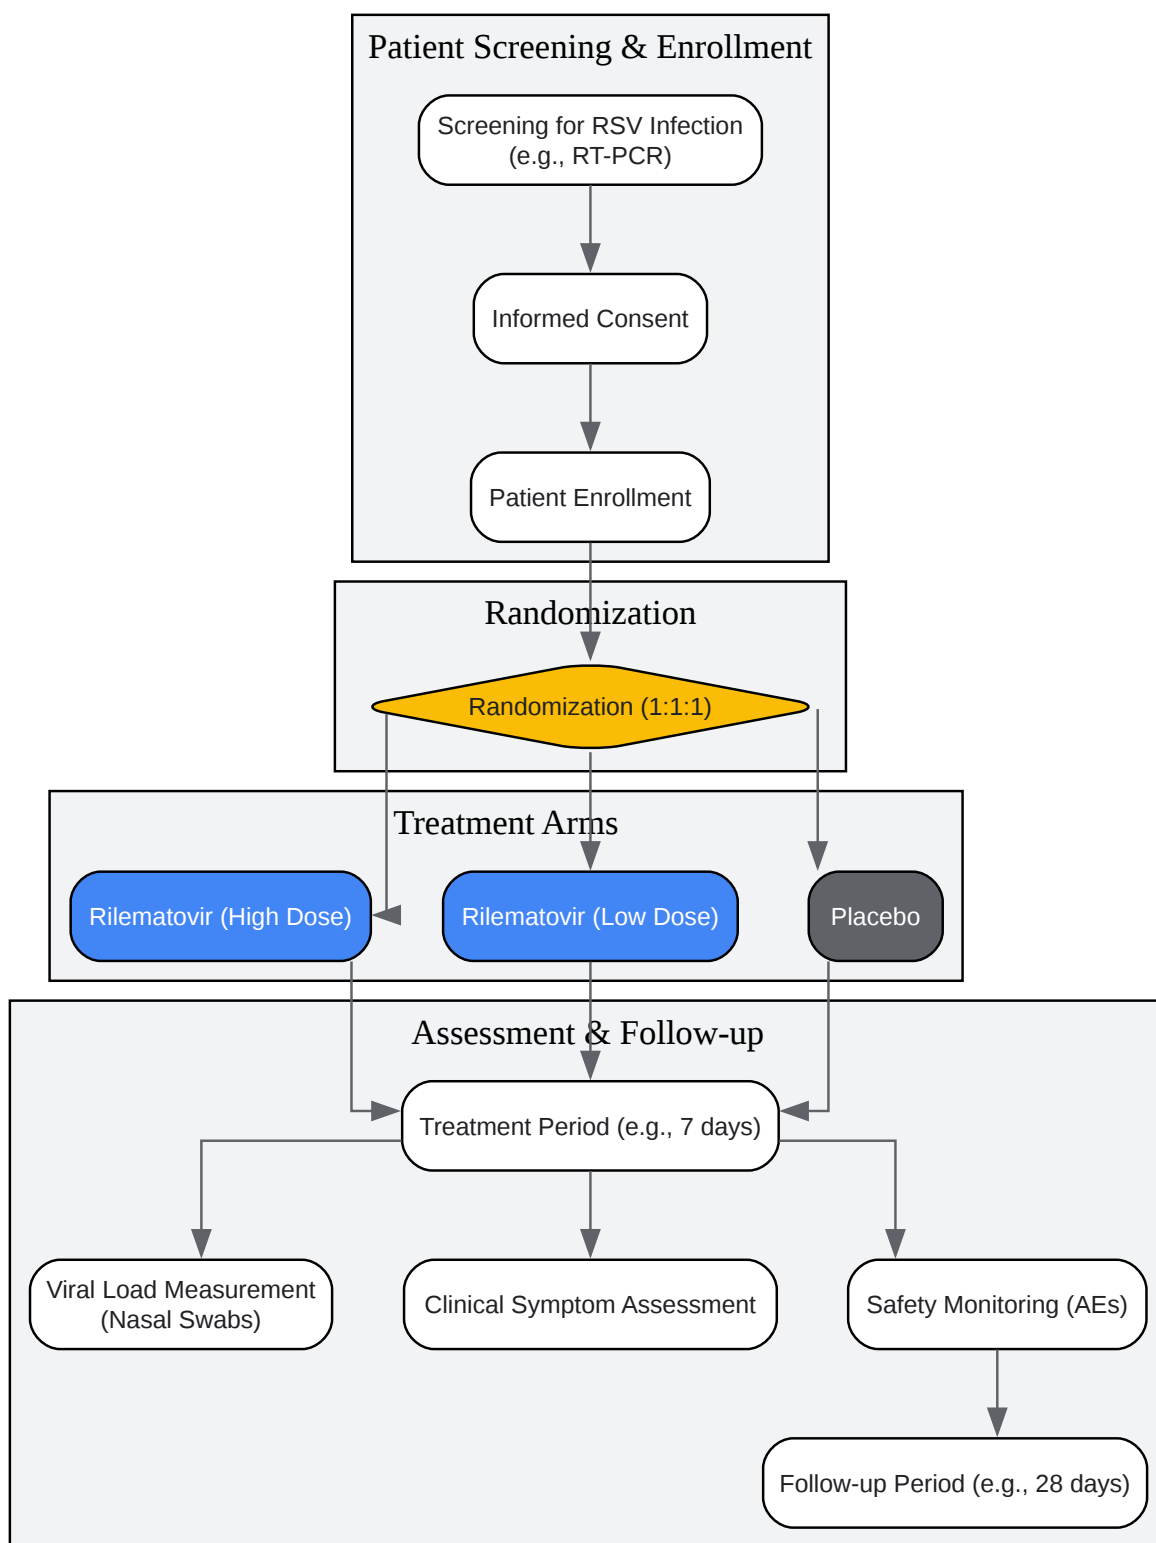 Patient Screening & Enrollment
Screening for RSV Infection
(e.g., RT-PCR)
Informed Consent
Patient Enrollment
Randomization
Randomization (1:1:1)
Treatment Arms
Rilematovir (High Dose)
Rilematovir (Low Dose)
Placebo
Assessment & Follow-up
Treatment Period (e.g., 7 days)
Viral Load Measurement
(Nasal Swabs)
Clinical Symptom Assessment
Safety Monitoring (AEs)
Follow-up Period (e.g., 28 days)